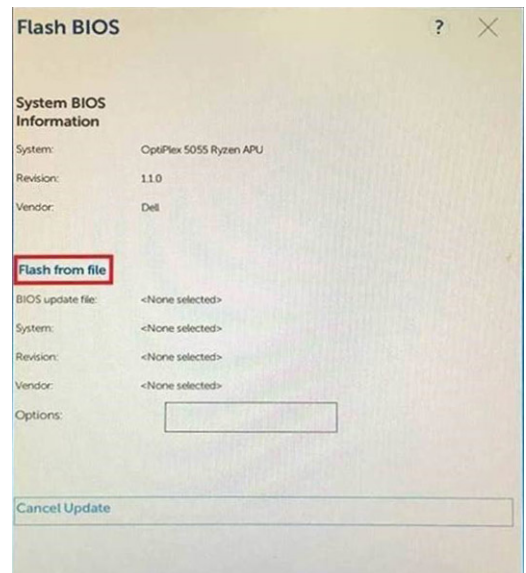 Flash BIOS ?
System BIOS
Information
System: OptiPlex 5055 Ryzen APU
Revision: 1.1.0
Vendor: Dell
Flash from file
BIOS update file: <None selected>
System: <None selected>
Revision: <None selected>
Vendor: <None selected>
Options:
Cancel Update